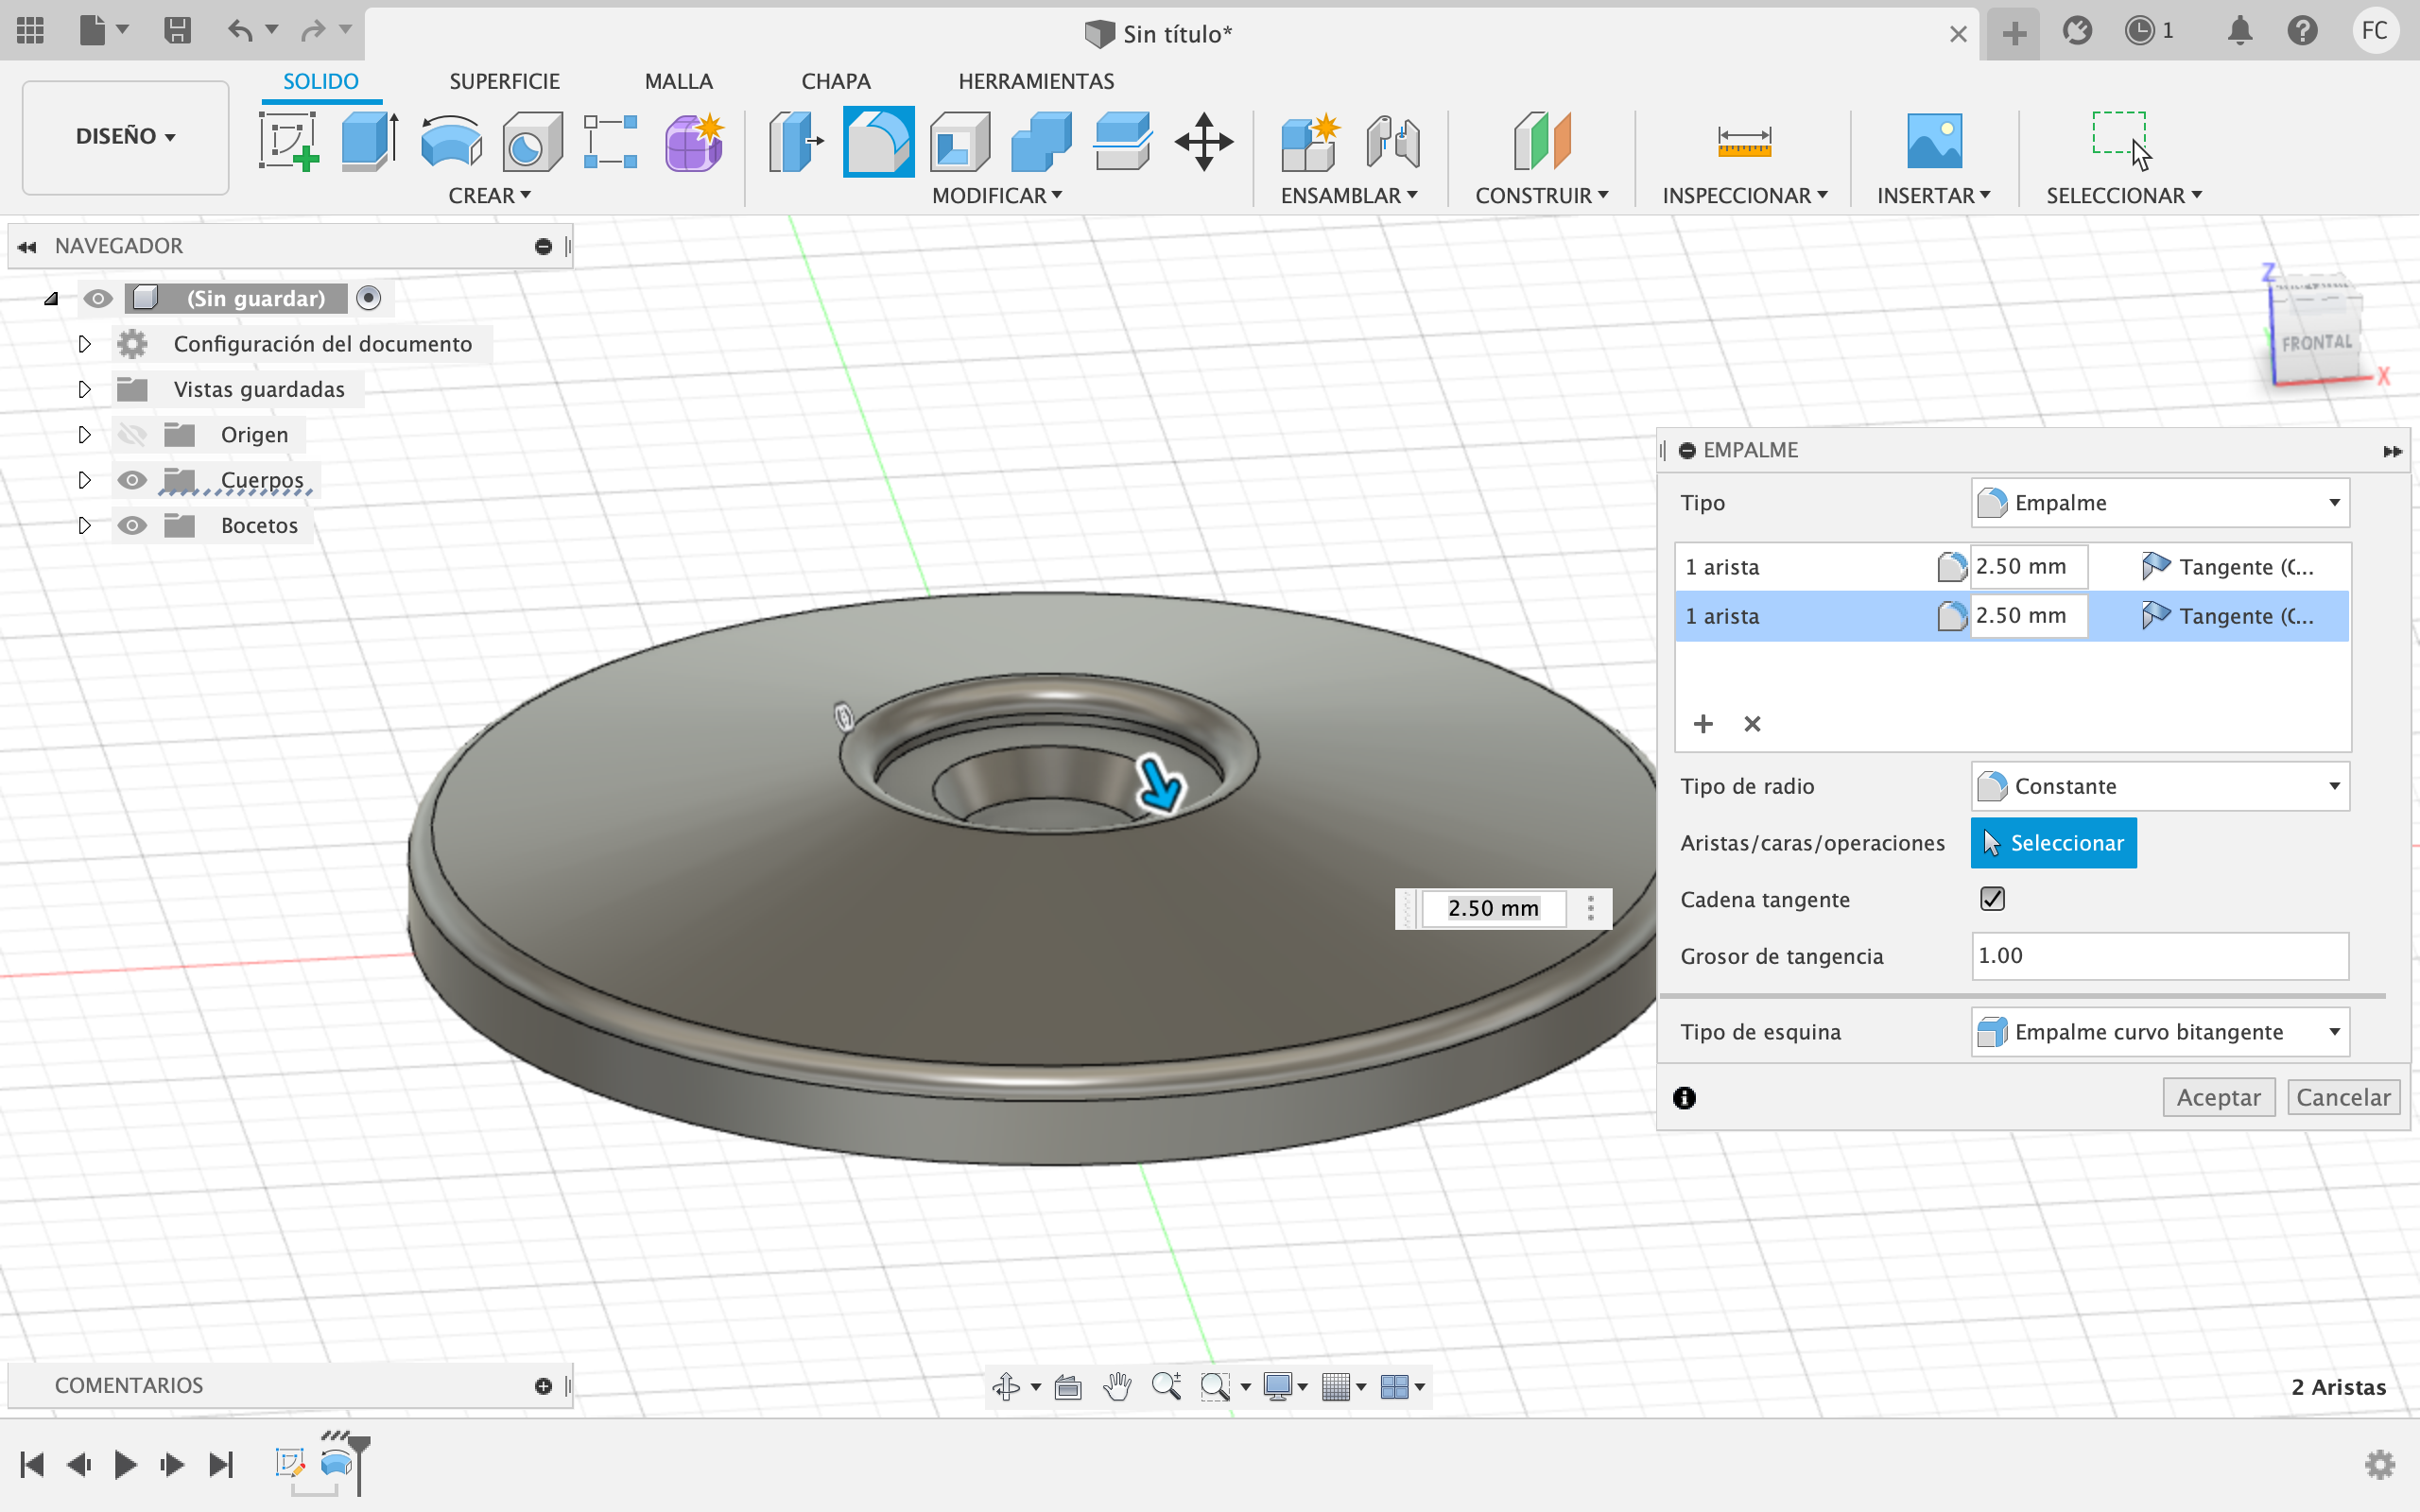 Sin título*
1
FC
DISEÑO
SOLIDO
SUPERFICIE
MALLA
CHAPA
HERRAMIENTAS
CREAR
MODIFICAR
ENSAMBLAR
CONSTRUIR
INSPECCIONAR
INSERTAR
SELECCIONAR
NAVEGADOR
(Sin guardar)
Configuración del documento
Vistas guardadas
Origen
Cuerpos
Bocetos
Z
FRONTAL
X
EMPALME
Tipo
Empalme
1 arista
2.50 mm
Tangente (C...
1 arista
2.50 mm
Tangente (C...
Tipo de radio
Constante
Aristas/caras/operaciones
Seleccionar
Cadena tangente
Grosor de tangencia
1.00
Tipo de esquina
Empalme curvo bitangente
Aceptar
Cancelar
2.50 mm
COMENTARIOS
2 Aristas